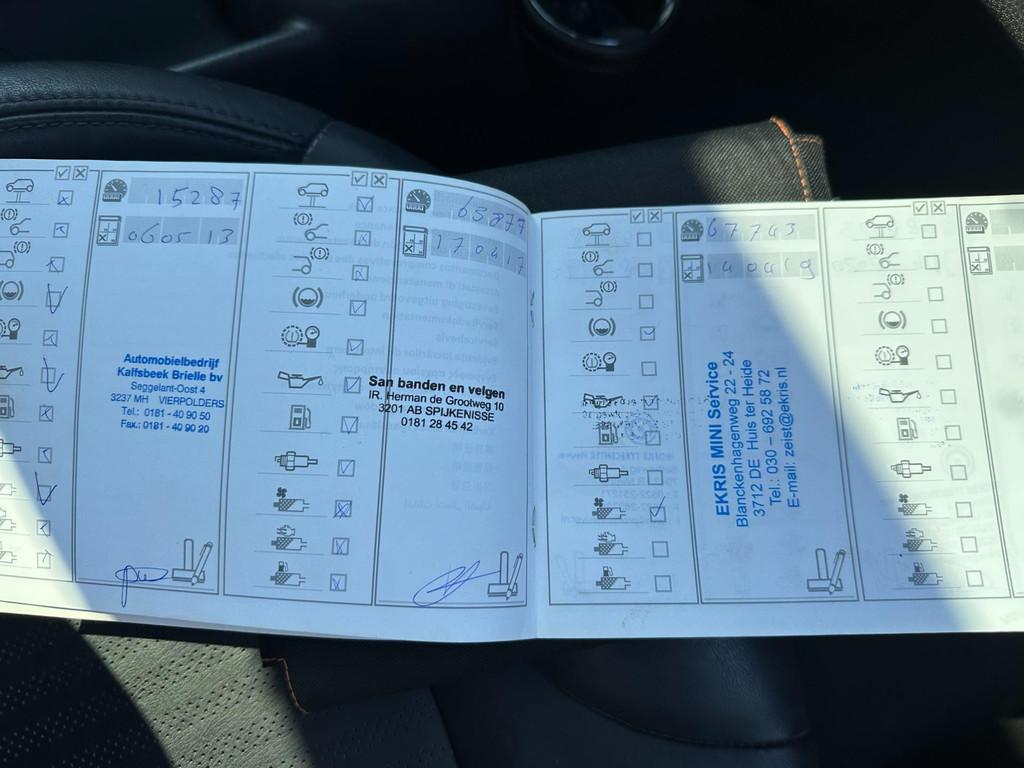 15287
060513
Automobielbedrijf
Kalfsbeek Brielle bv
Seggelant-Oost 4
3237 MH VIERPOLDERS
Tel.: 0181 - 40 90 50
Fax.: 0181 - 40 90 20
63877
170417
San banden en velgen
IR. Herman de Grootweg 10
3201 AB SPIJKENISSE
0181 28 45 42
67743
140419
EKRIS MINI Service
Blanckenhagenweg 22 - 24
3712 DE Huis ter Heide
Tel.: 030 – 692 58 72
E-mail: zeist@ekris.nl